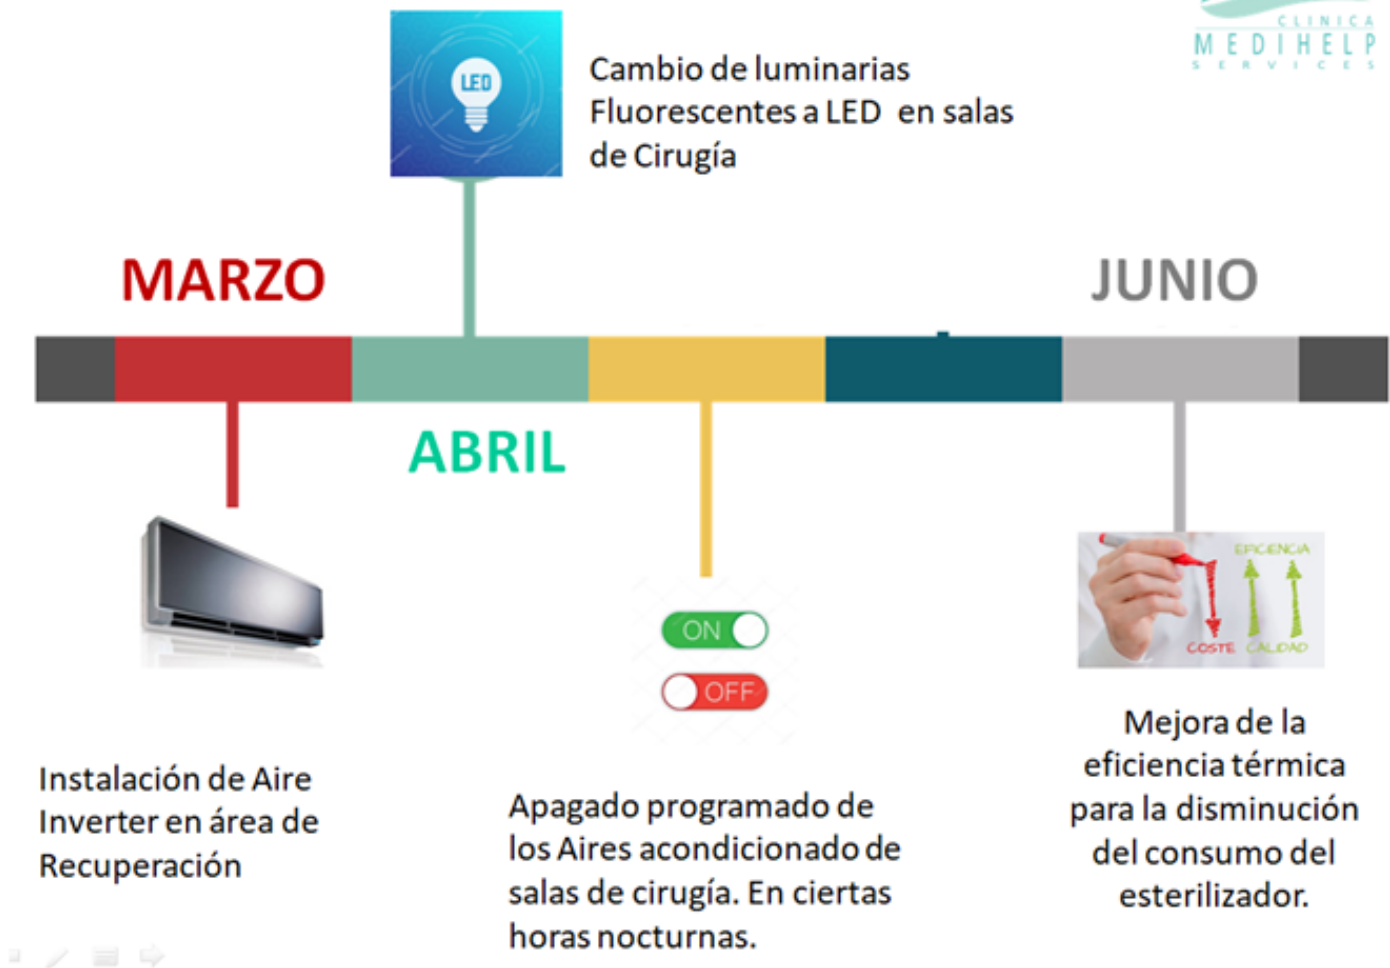 CLINICA
MEDIHELP
SERVICES
LED
Cambio de luminarias
Fluorescentes a LED en salas
de Cirugía
MARZO
JUNIO
ABRIL
ON
OFF
EFICIENCIA
COSTE CALIDAD
Instalación de Aire
Inverter en área de
Recuperación
Apagado programado de
los Aires acondicionado de
salas de cirugía. En ciertas
horas nocturnas.
Mejora de la
eficiencia térmica
para la disminución
del consumo del
esterilizador.